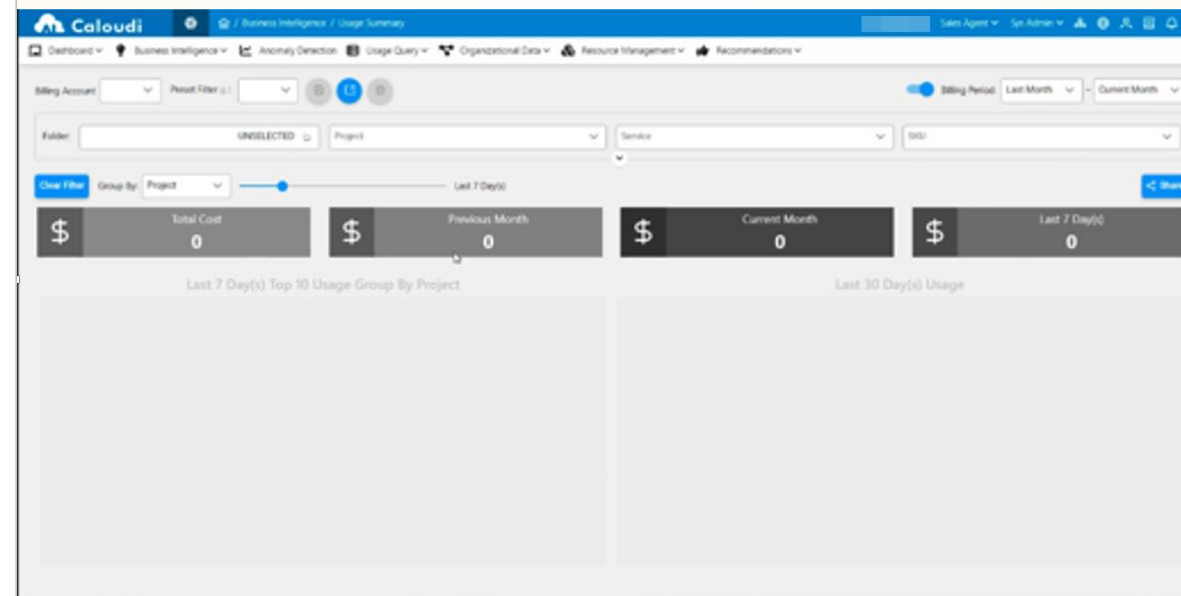 Caloudi / Business Intelligence / Usage Summary Sales Agent Sys Admin
Dashboard Business Intelligence Anomaly Detection Usage Query Organizational Data Resource Management Recommendations
Billing Account Preset Filter : Billing Period Last Month - Current Month
Folder: UNSELECTED Project Service SKU
Clear Filter Group By: Project Last 7 Day(s) Share
$ Total Cost 0 $ Previous Month 0 $ Current Month 0 $ Last 7 Day(s) 0
Last 7 Day(s) Top 10 Usage Group By Project Last 30 Day(s) Usage